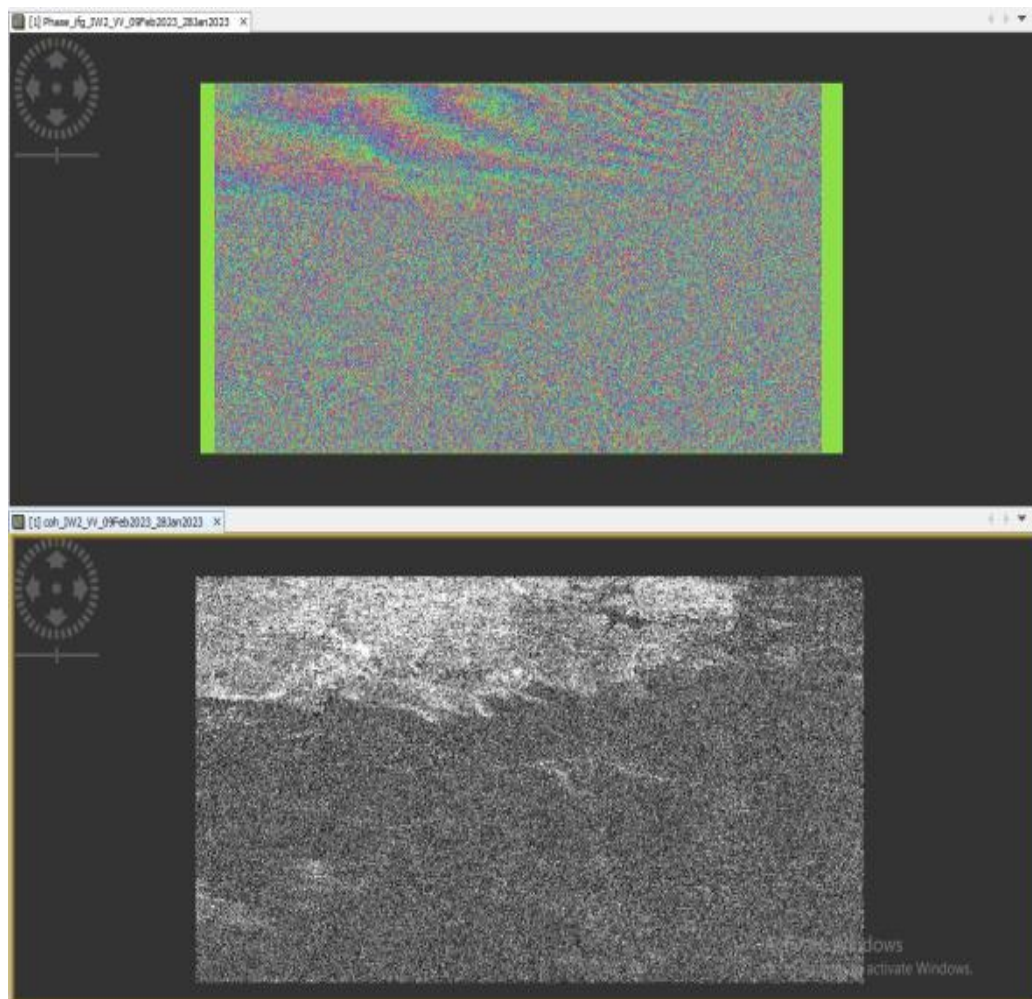 [1] Phase_ifg_IW2_VV_09Feb2023_28Jan2023
[1] coh_IW2_VV_09Feb2023_28Jan2023
activate Windows.